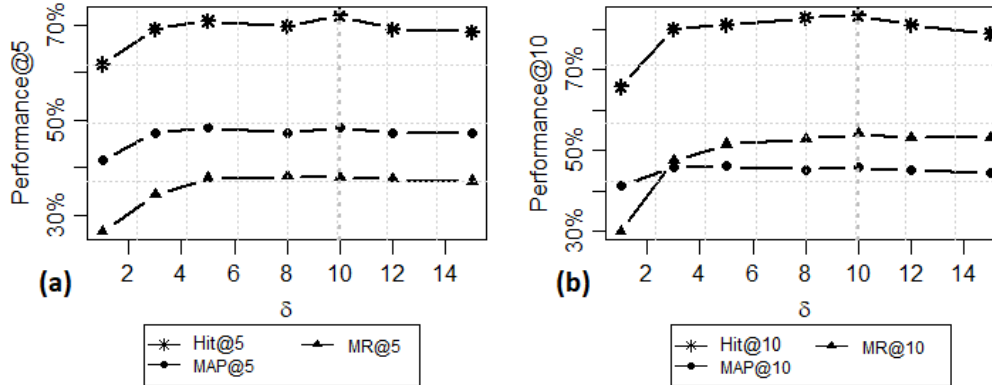 Performance@5
70%
50%
30%
2 4 6 8 10 12 14
δ
(a)
Hit@5
MAP@5
MR@5
Performance@10
70%
50%
30%
2 4 6 8 10 12 14
δ
(b)
Hit@10
MAP@10
MR@10